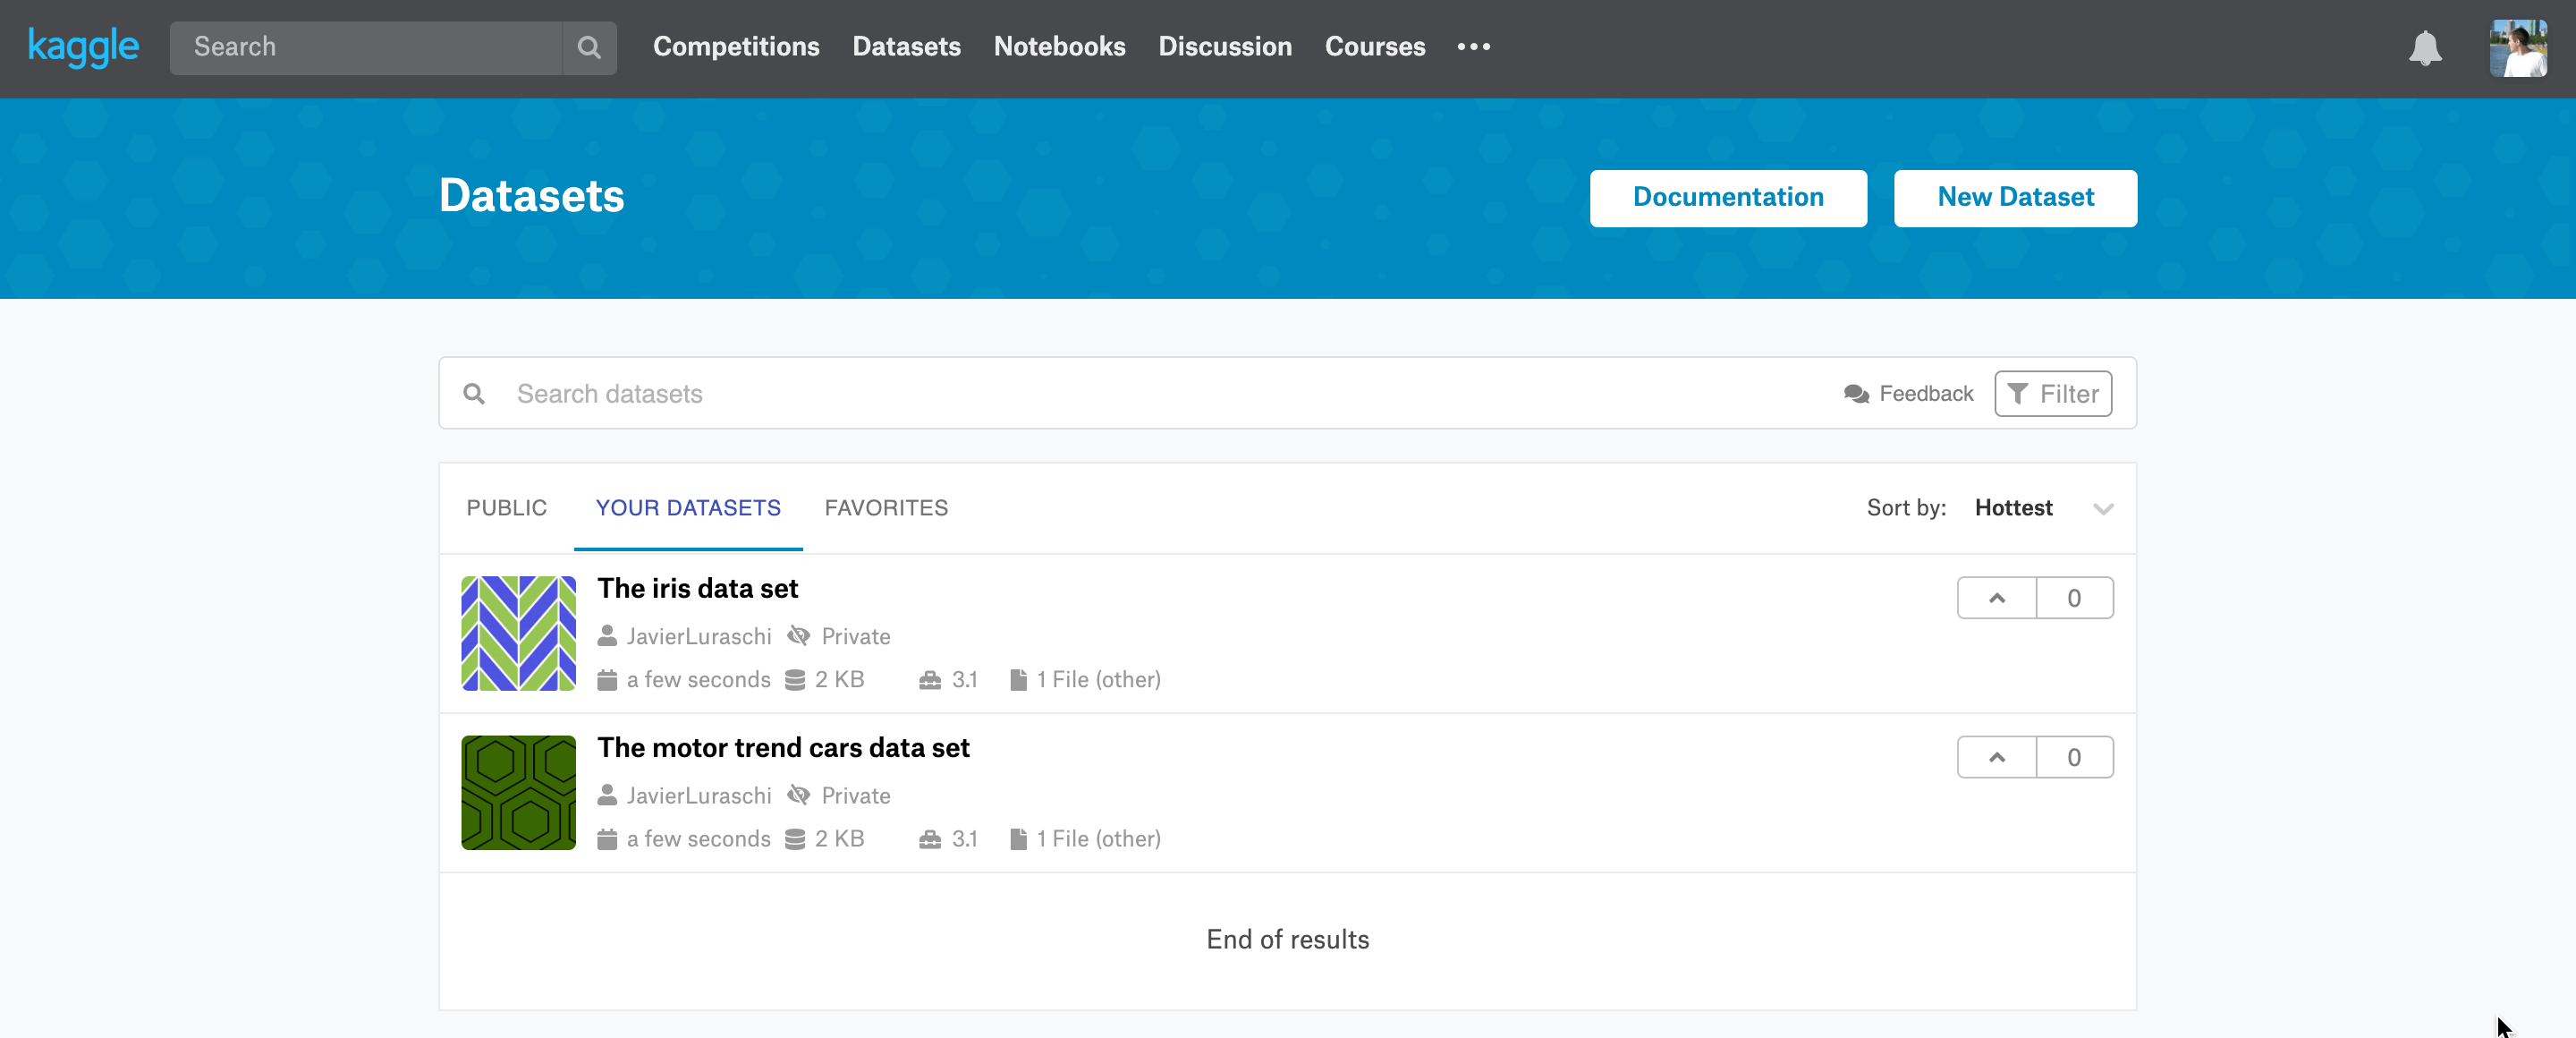 kaggle Search Competitions Datasets Notebooks Discussion Courses
Datasets Documentation New Dataset
Search datasets Feedback Filter
PUBLIC YOUR DATASETS FAVORITES Sort by: Hottest
The iris data set
0
JavierLuraschi Private
a few seconds 2 KB 3.1 1 File (other)
The motor trend cars data set
0
JavierLuraschi Private
a few seconds 2 KB 3.1 1 File (other)
End of results